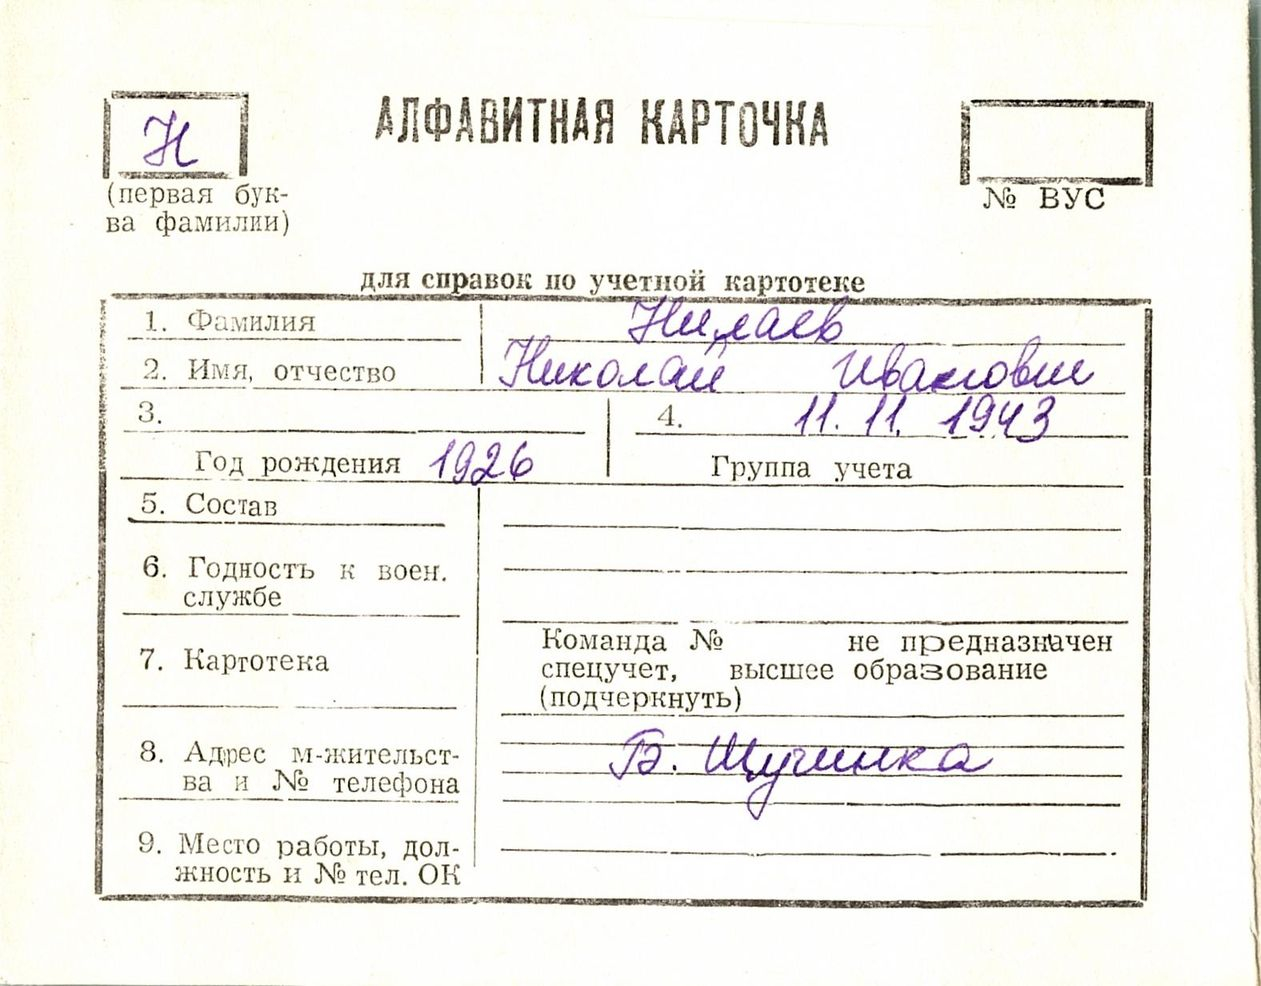 Н
АЛФАВИТНАЯ КАРТОЧКА
(первая бук-
ва фамилии)
№ ВУС
для справок по учетной картотеке
1. Фамилия Нилаев
2. Имя, отчество Николай Иванович
3. 4. 11.11.1943
Год рождения 1926 Группа учета
5. Состав
6. Годность к воен.
службе
7. Картотека
Команда № не предназначен
спецучет, высшее образование
(подчеркнуть)
8. Адрес м-жительст-
ва и № телефона
Б. Щучинка
9. Место работы, дол-
жность и № тел. ОК